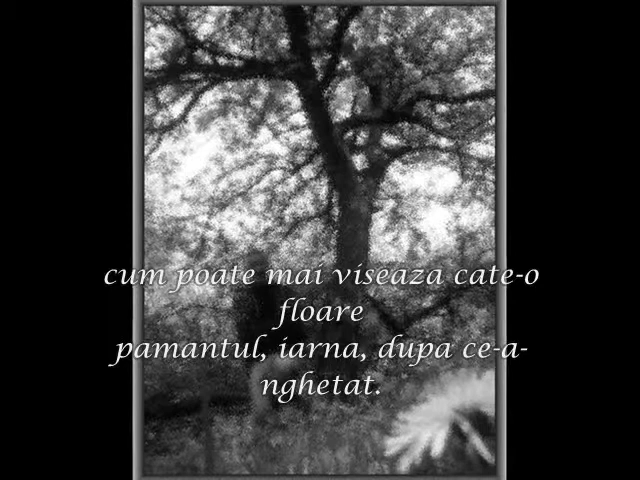 cum poate mai viseaza cate-o
floare
pamantul, iarna, dupa ce-a-
nghetat.